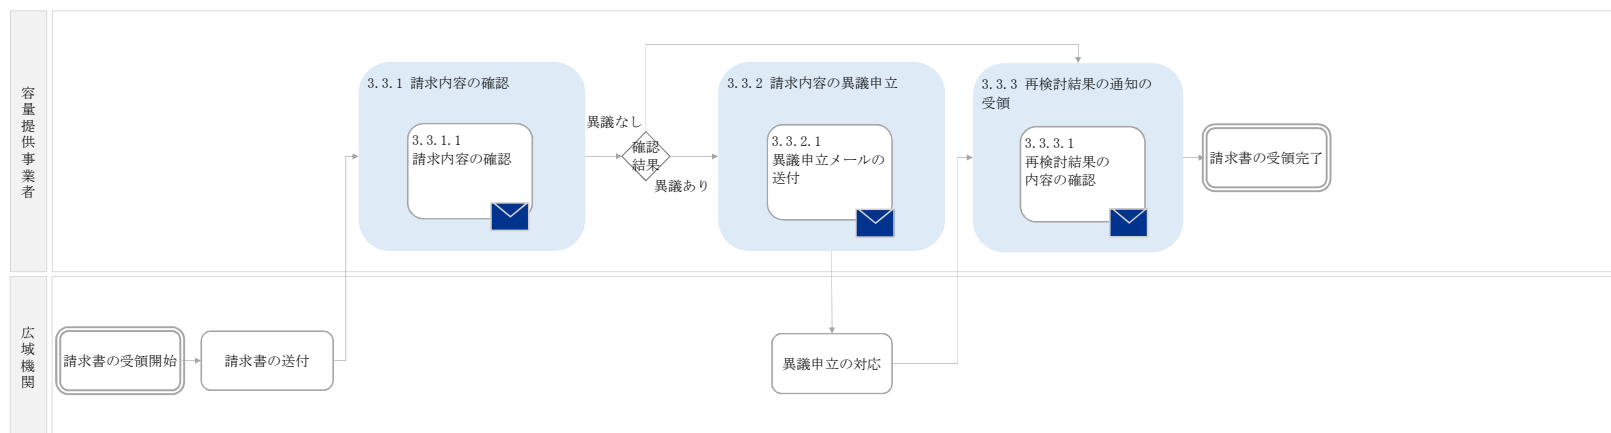 容量提供事業者
3.3.1 請求内容の確認
3.3.1.1
請求内容の確認
異議なし
確認
結果
異議あり
3.3.2 請求内容の異議申立
3.3.2.1
異議申立メールの
送付
3.3.3 再検討結果の通知の
受領
3.3.3.1
再検討結果の
内容の確認
請求書の受領完了
広域機関
請求書の受領開始
請求書の送付
異議申立の対応